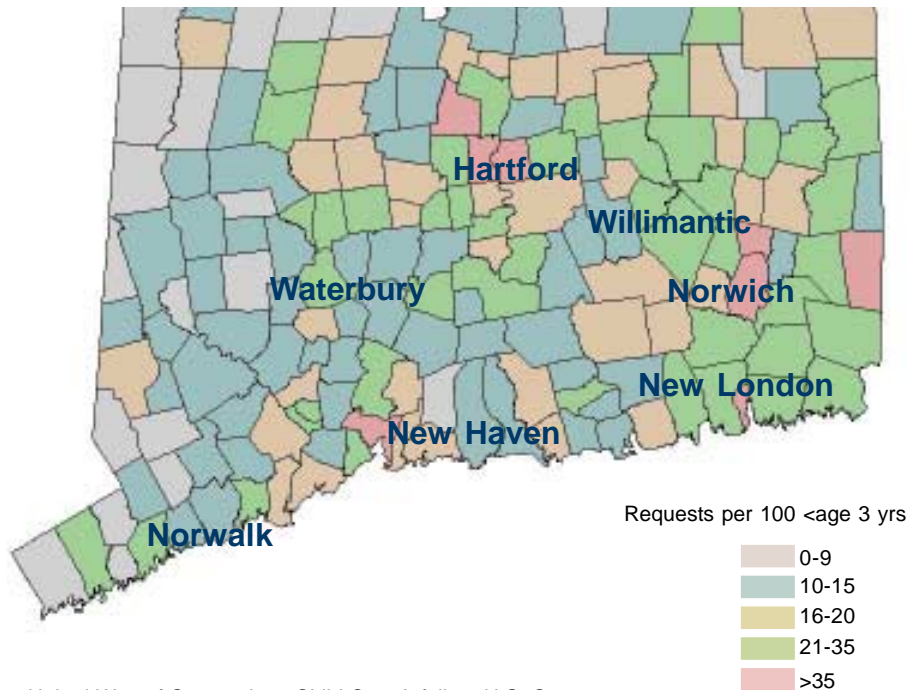 Hartford
Willimantic
Waterbury
Norwich
New London
New Haven
Norwalk
Requests per 100 <age 3 yrs
0-9
10-15
16-20
21-35
>35